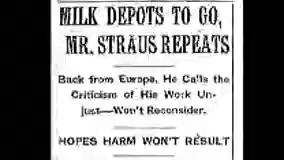 MILK DEPOTS TO GO,
MR. STRAUS REPEATS
Back from Europe, He Calls the
Criticism of His Work Un-
just—Won't Reconsider.
HOPES HARM WON'T RESULT